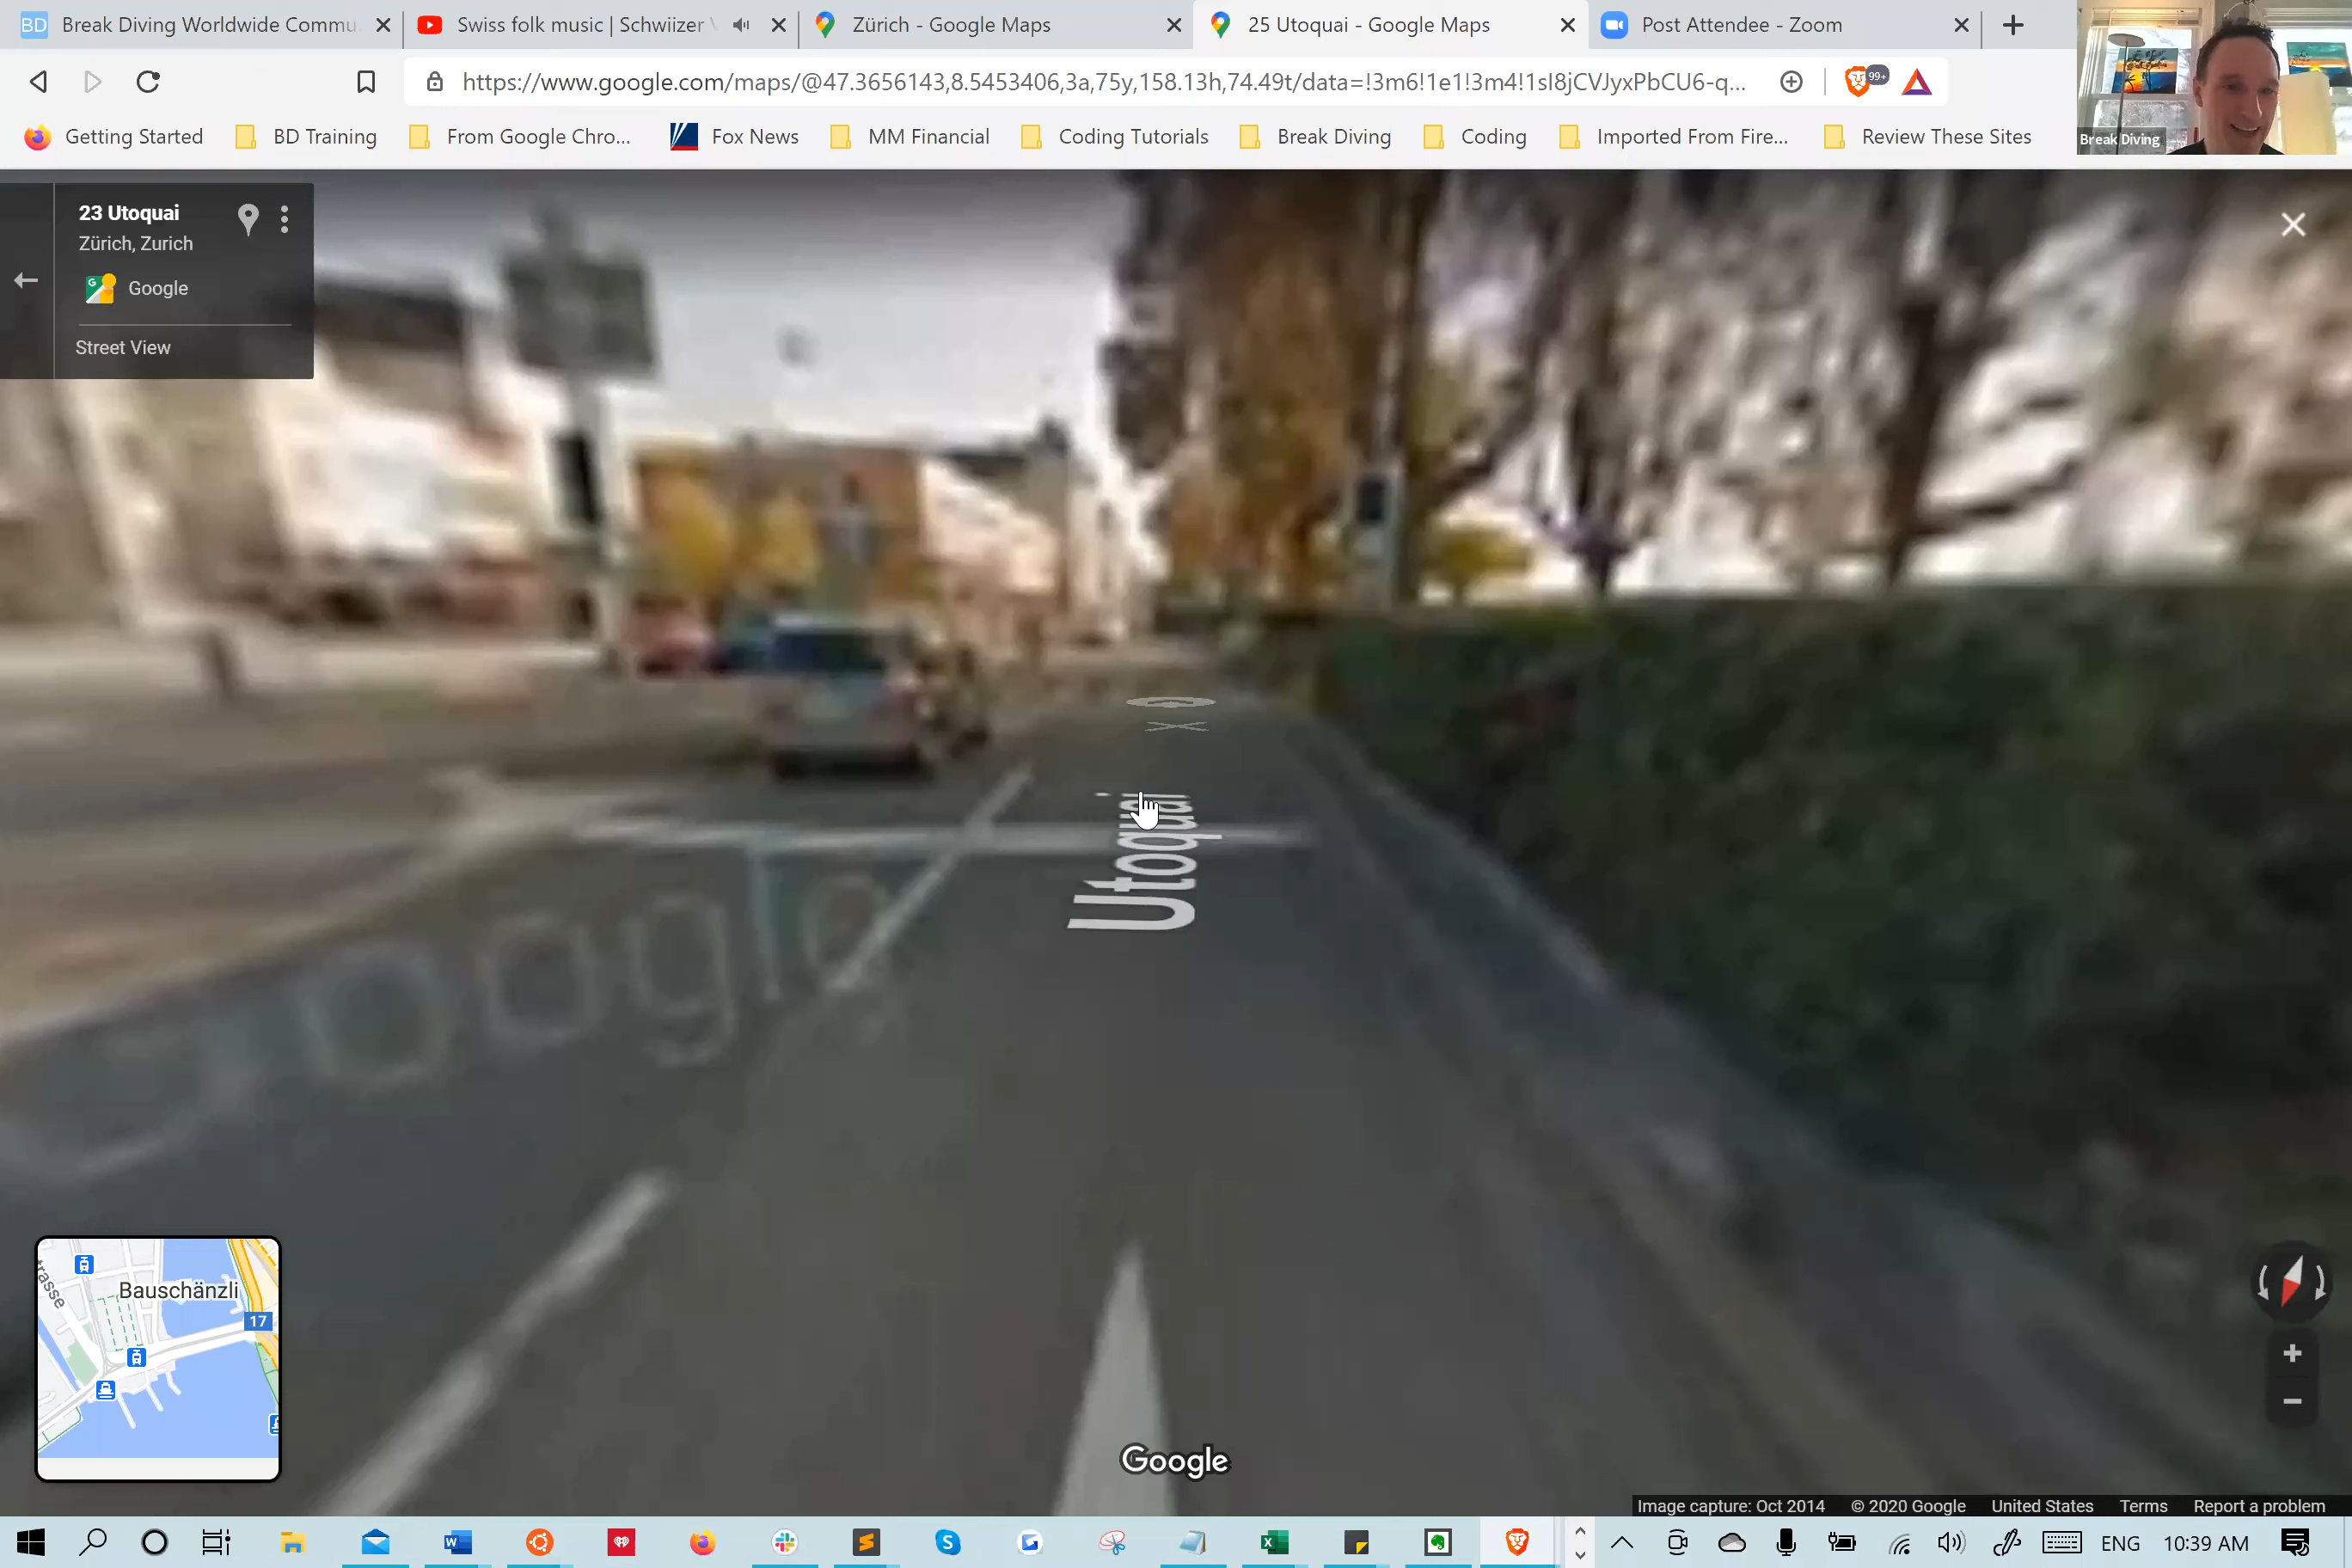 BD Break Diving Worldwide Commu
Swiss folk music | Schwiizer
Zürich - Google Maps
25 Utoquai - Google Maps
Post Attendee - Zoom
https://www.google.com/maps/@47.3656143,8.5453406,3a,75y,158.13h,74.49t/data=!3m6!1e1!3m4!1sI8jCVJyxPbCU6-q...
99+
Getting Started
BD Training
From Google Chro...
Fox News
MM Financial
Coding Tutorials
Break Diving
Coding
Imported From Fire...
Review These Sites
Break Diving
23 Utoquai
Zürich, Zurich
Google
Street View
Utoquai
Google
Bauschänzli
rasse
17
Google
Image capture: Oct 2014 © 2020 Google United States Terms Report a problem
ENG 10:39 AM